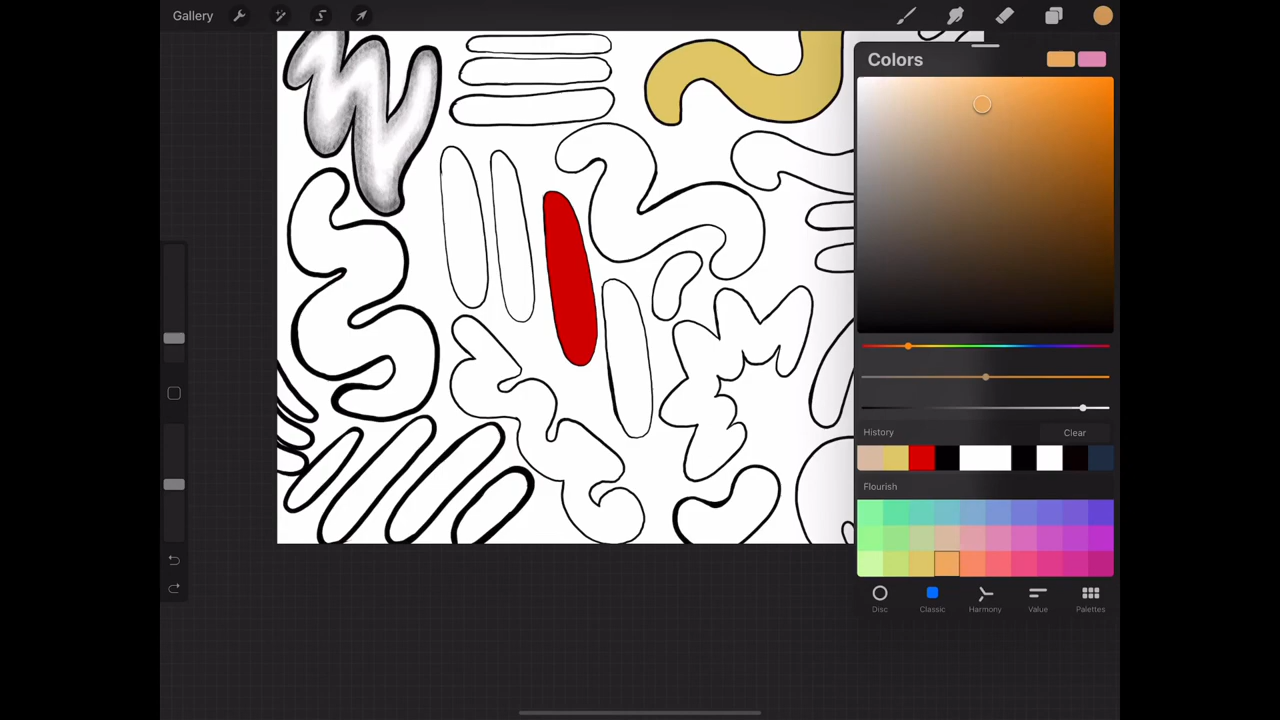 Gallery
Colors
History
Clear
Flourish
Disc
Classic
Harmony
Value
Palettes